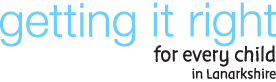 getting it right
for every child
in Lanarkshire